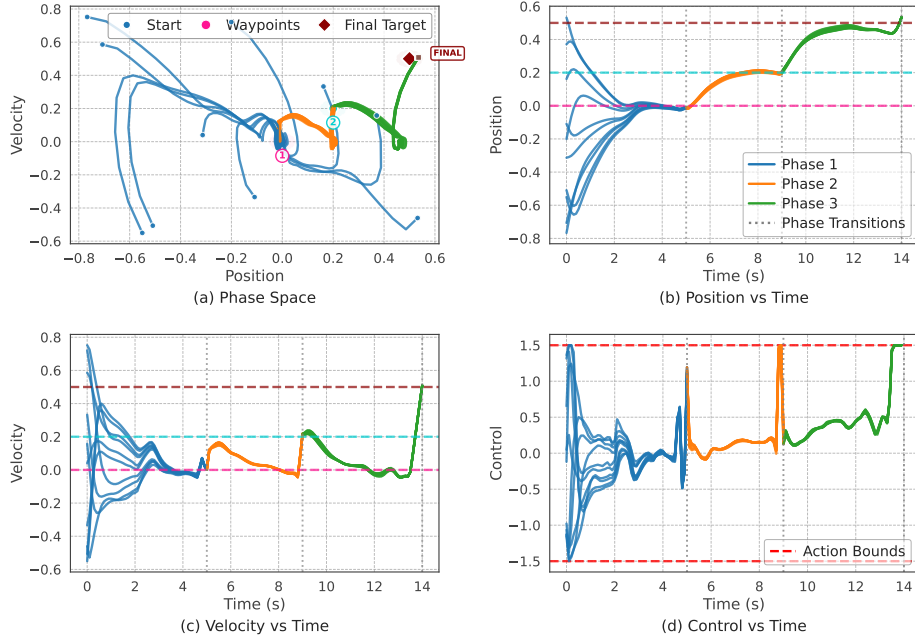 Start Waypoints Final Target
FINAL
1
2
Velocity
0.8
0.6
0.4
0.2
0.0
−0.2
−0.4
−0.6
−0.8 −0.6 −0.4 −0.2 0.0 0.2 0.4 0.6
Position
(a) Phase Space
Position
0.6
0.4
0.2
0.0
−0.2
−0.4
−0.6
−0.8
Phase 1
Phase 2
Phase 3
Phase Transitions
0 2 4 6 8 10 12 14
Time (s)
(b) Position vs Time
Velocity
0.8
0.6
0.4
0.2
0.0
−0.2
−0.4
−0.6
0 2 4 6 8 10 12 14
Time (s)
(c) Velocity vs Time
Control
1.5
1.0
0.5
0.0
−0.5
−1.0
−1.5
Action Bounds
0 2 4 6 8 10 12 14
Time (s)
(d) Control vs Time